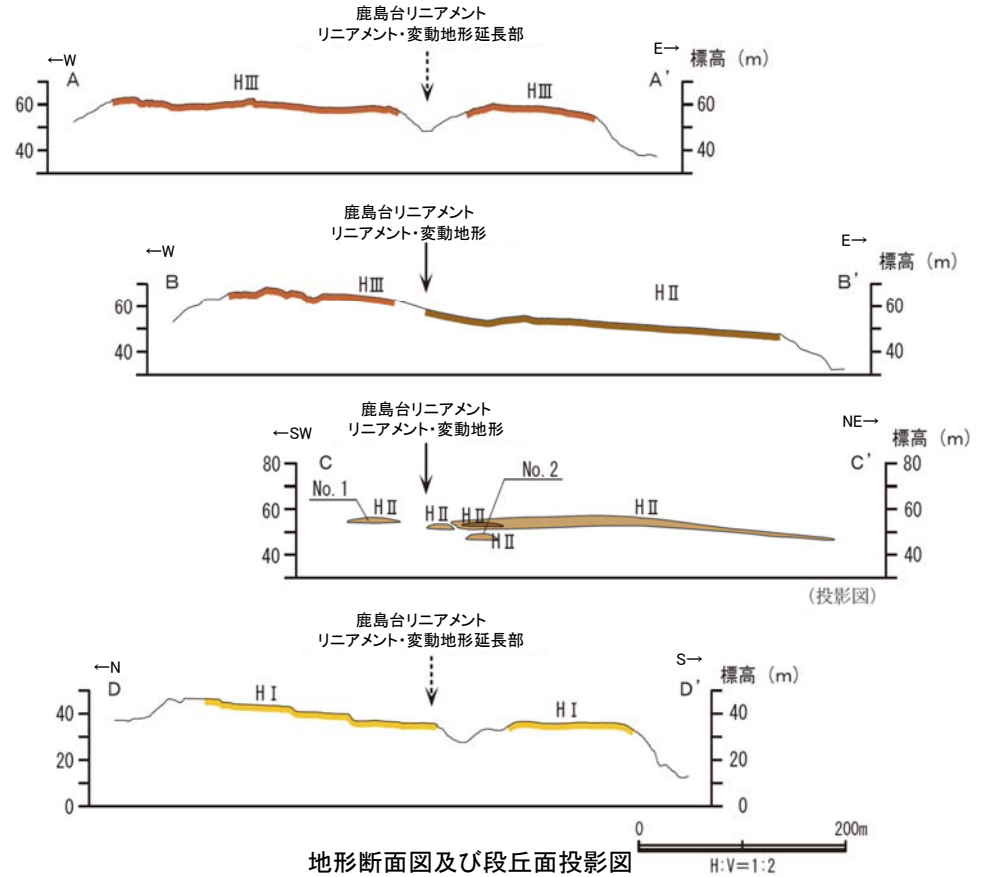 鹿島台リニアメント
リニアメント・変動地形延長部
←W
E→
標高（m）
A
HⅢ
HⅢ
A'
60
40
60
40
鹿島台リニアメント
リニアメント・変動地形
←W
E→
標高（m）
B
HⅢ
HⅡ
B'
60
40
60
40
鹿島台リニアメント
リニアメント・変動地形
←SW
NE→
標高（m）
C
C'
80
60
40
80
60
40
No.1
No.2
HⅡ
HⅡ
HⅡ
HⅡ
HⅡ
（投影図）
鹿島台リニアメント
リニアメント・変動地形延長部
←N
S→
標高（m）
D
HⅠ
HⅠ
D'
40
20
0
40
20
0
0
200m
H:V=1:2
地形断面図及び段丘面投影図